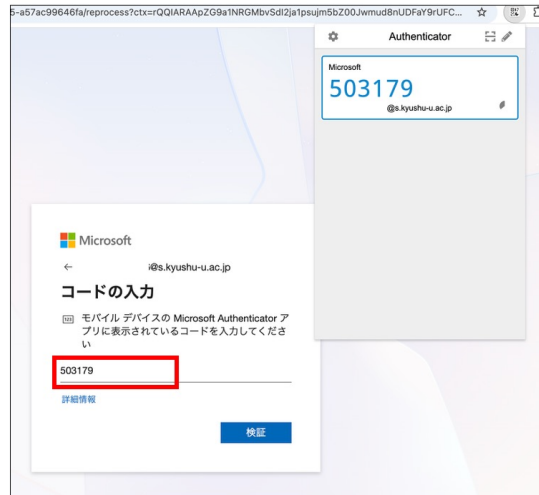 5-a57ac99646fa/reprocess?ctx=rQQIARAApZG9a1NRGMbvSdI2ja1psujm5bZ00Jwmud8nUDFaY9rUFC...
Authenticator
Microsoft
503179
@s.kyushu-u.ac.jp
Microsoft
@s.kyushu-u.ac.jp
コードの入力
123
モバイル デバイスの Microsoft Authenticator ア
プリに表示されているコードを入力してくださ
い
503179
詳細情報
検証